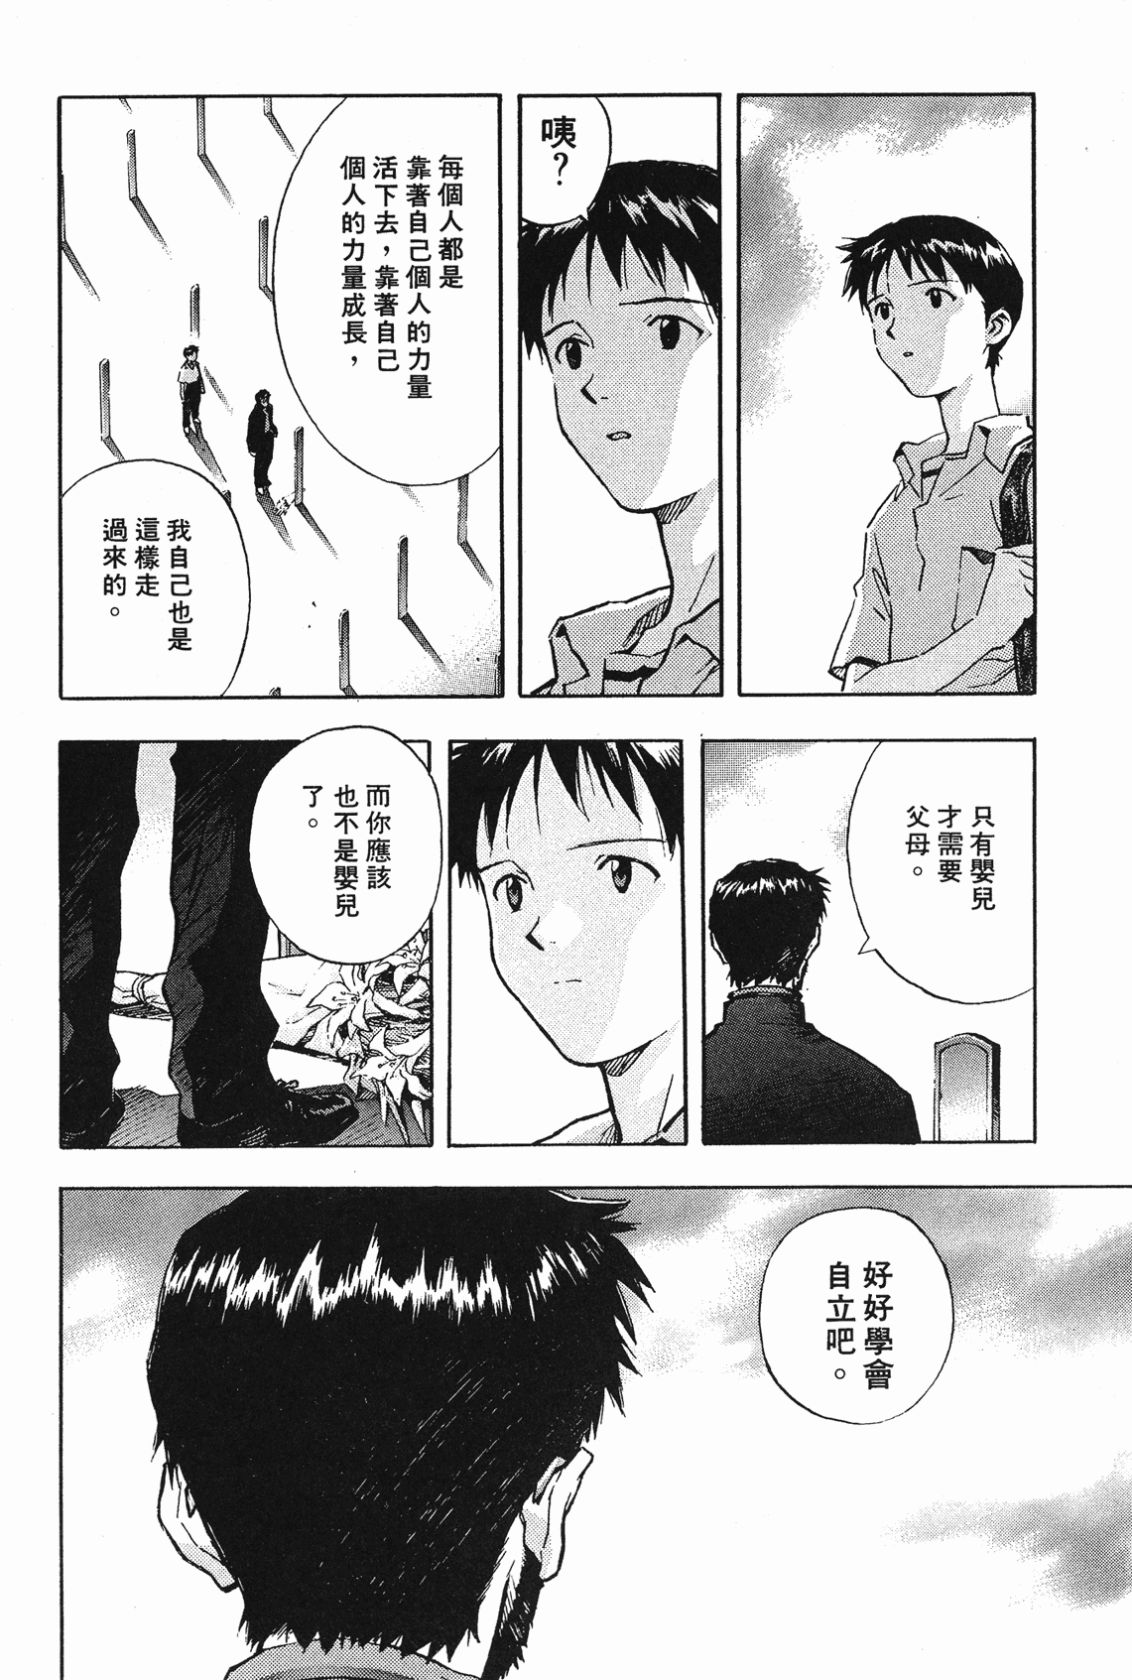 咦？
每個人都是
靠著自己個人的力量
活下去，靠著自己
個人的力量成長，
我自己也是
這樣走
過來的。
只有嬰兒
才需要
父母。
而你應該
也不是嬰兒
了。
好好學會
自立吧。